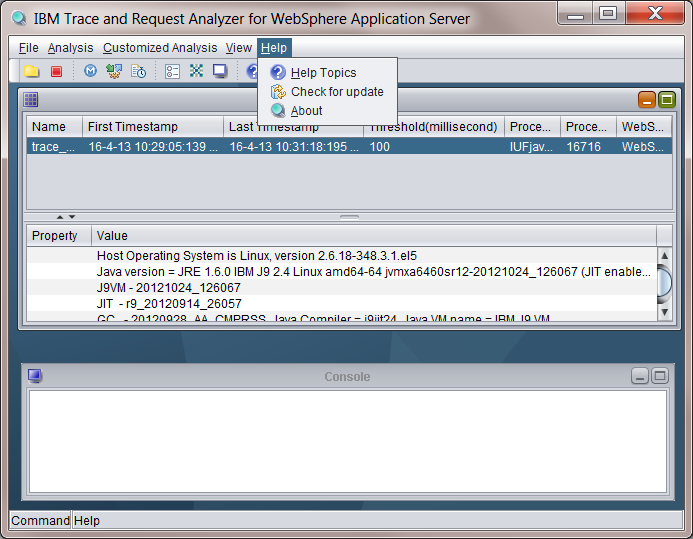 IBM Trace and Request Analyzer for WebSphere Application Server
File Analysis Customized Analysis View Help
Help Topics
Check for update
About
Name First Timestamp Last Timestamp Threshold(millisecond) Proce... Proce... WebS...
trace_... 16-4-13 10:29:05:139 ... 16-4-13 10:31:18:195 ... 100 IUFjav... 16716 WebS...
Property Value
Host Operating System is Linux, version 2.6.18-348.3.1.el5
Java version = JRE 1.6.0 IBM J9 2.4 Linux amd64-64 jvmxa6460sr12-20121024_126067 (JIT enable...
J9VM - 20121024_126067
JIT - r9_20120914_26057
GC - 20120928_AA_CMPRSS, Java Compiler = j9jit24, Java VM name = IBM J9 VM
Console
Command Help